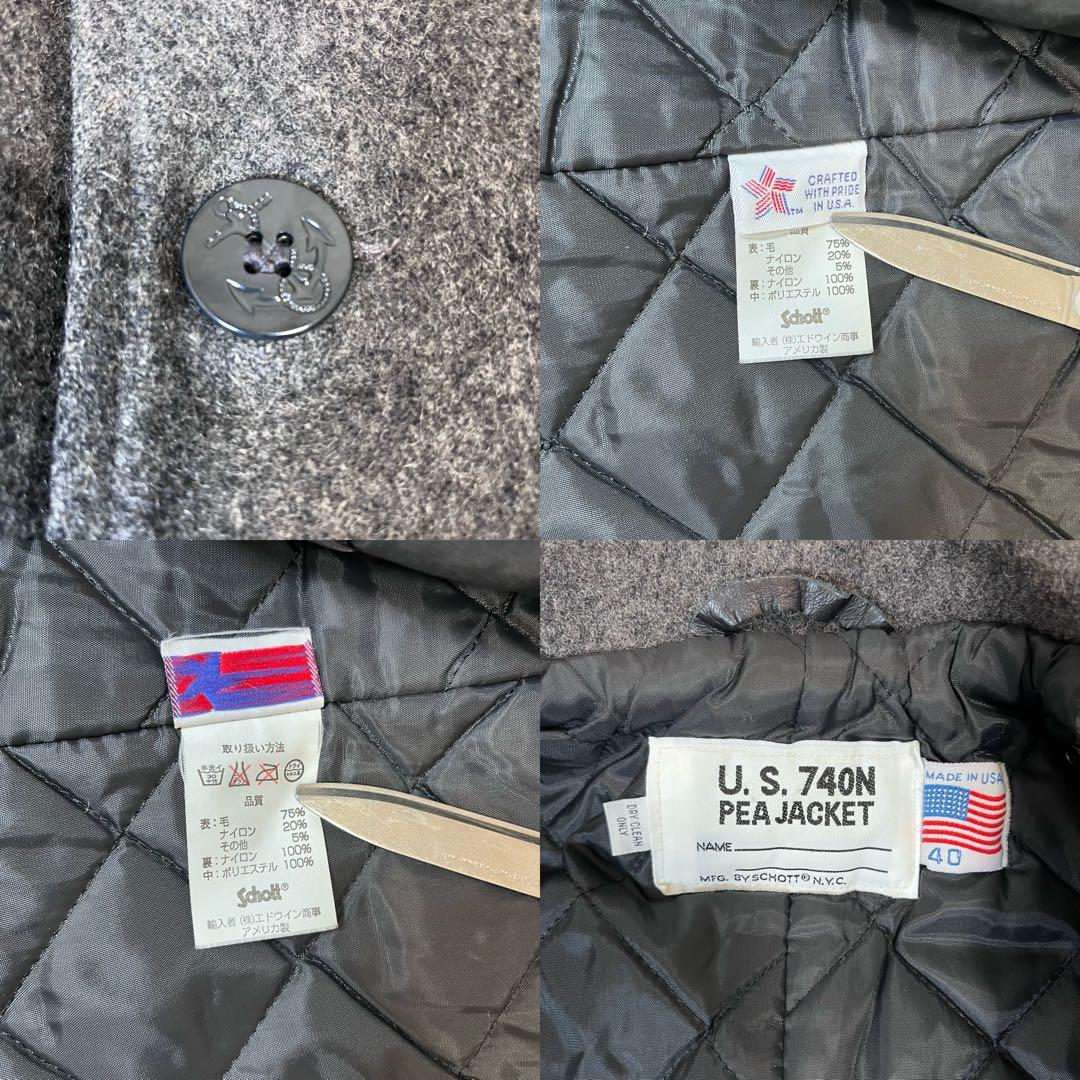 CRAFTED
WITH PRIDE
IN U.S.A.
TM
品質
表:毛 75%
ナイロン 20%
その他 5%
裏:ナイロン 100%
中:ポリエステル 100%
Schott®
輸入者 (株)エドウイン商事
アメリカ製
取り扱い方法
品質
表:毛 75%
ナイロン 20%
その他 5%
裏:ナイロン 100%
中:ポリエステル 100%
Schott®
輸入者 (株)エドウイン商事
アメリカ製
DRY CLEAN
ONLY
U. S. 740N
PEA JACKET
NAME
MFG. BY SCHOTT® N.Y.C.
MADE IN USA
40